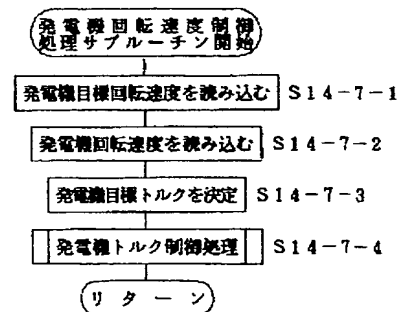 発電機回転速度制御
処理サブルーチン開始
発電機目標回転速度を読み込む S14-7-1
発電機回転速度を読み込む S14-7-2
発電機目標トルクを決定 S14-7-3
発電機トルク制御処理 S14-7-4
リターン